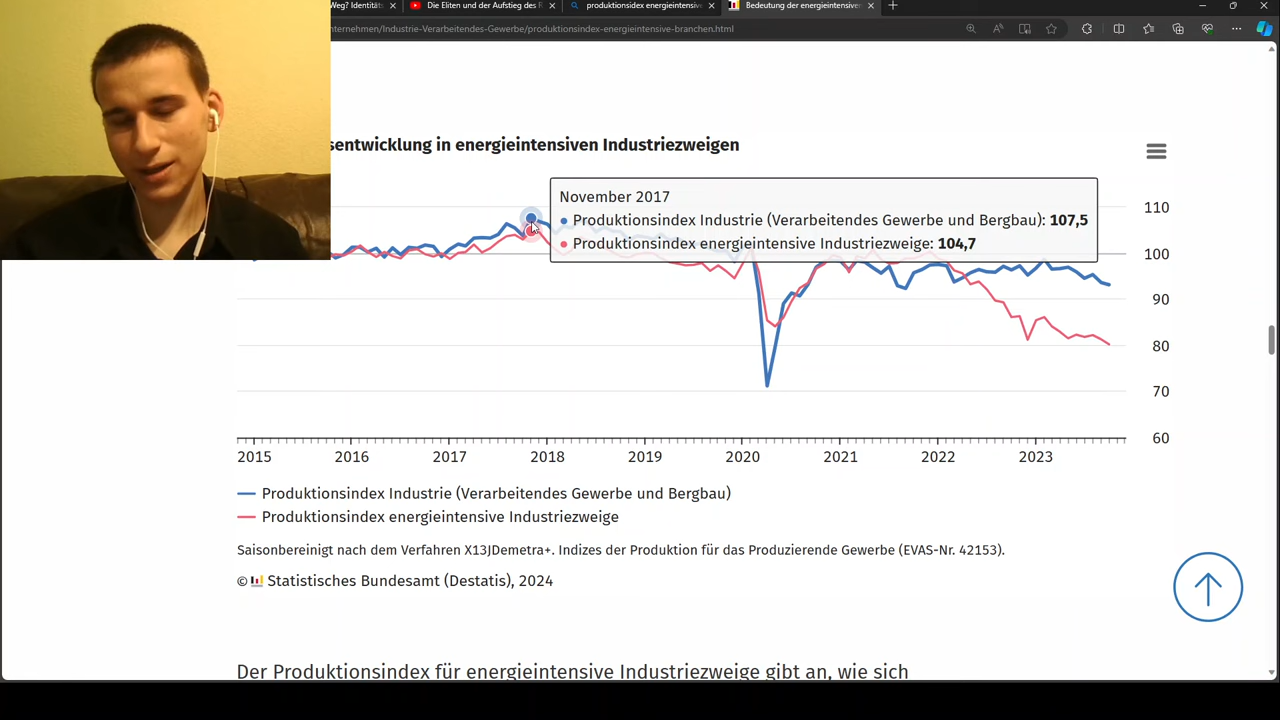 Weg? Identitäts
Die Eliten und der Aufstieg des R
produktionsidex energieintensive
Bedeutung der energieintensiven
nternehmen/Industrie-Verarbeitendes-Gewerbe/produktionsindex-energieintensive-branchen.html
sentwicklung in energieintensiven Industriezweigen
November 2017
Produktionsindex Industrie (Verarbeitendes Gewerbe und Bergbau): 107,5
Produktionsindex energieintensive Industriezweige: 104,7
110
100
90
80
70
60
2015 2016 2017 2018 2019 2020 2021 2022 2023
Produktionsindex Industrie (Verarbeitendes Gewerbe und Bergbau)
Produktionsindex energieintensive Industriezweige
Saisonbereinigt nach dem Verfahren X13JDemetra+. Indizes der Produktion für das Produzierende Gewerbe (EVAS-Nr. 42153).
© Statistisches Bundesamt (Destatis), 2024
Der Produktionsindex für energieintensive Industriezweige gibt an, wie sich